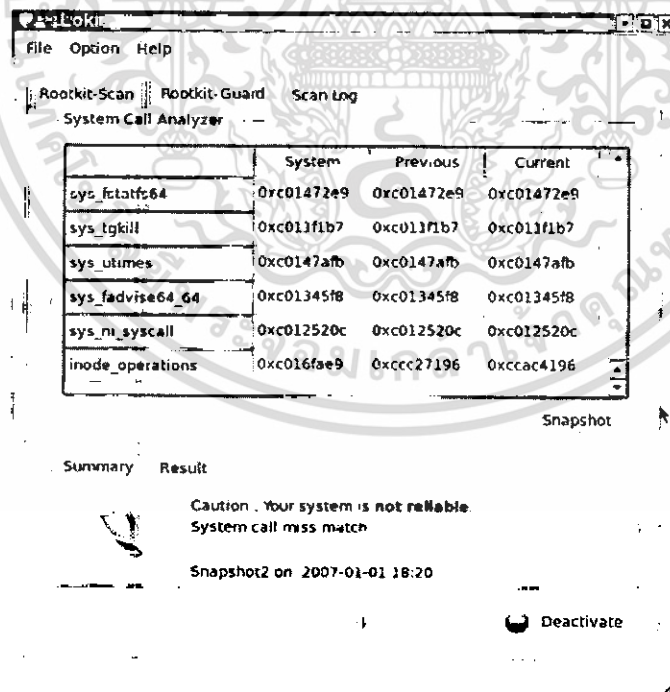 Loki
File Option Help
Rootkit-Scan Rootkit-Guard Scan Log
System Call Analyzer
System Previous Current
sys_fstatfs64 0xc01472e9 0xc01472e9 0xc01472e9
sys_tgkill 0xc011f1b7 0xc011f1b7 0xc011f1b7
sys_utimes 0xc0147afb 0xc0147afb 0xc0147afb
sys_fadvise64_64 0xc01345f8 0xc01345f8 0xc01345f8
sys_ni_syscall 0xc012520c 0xc012520c 0xc012520c
inode_operations 0xc016fae9 0xccc27196 0xccac4196
Snapshot
Summary Result
Caution , Your system is not reliable.
System call miss match
Snapshot2 on 2007-01-01 18:20
Deactivate